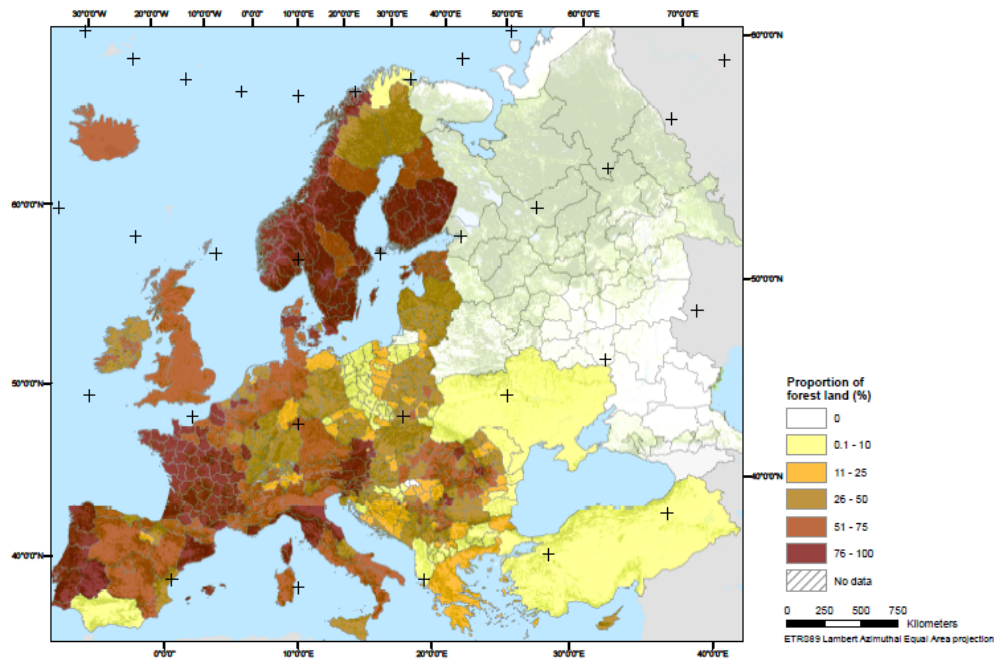 30°0'0"W 20°0'0"W 10°0'0"W 0°0'0" 10°0'0"E 20°0'0"E 30°0'0"E 40°0'0"E 50°0'0"E 60°0'0"E 70°0'0"E
60°0'0"N
60°0'0"N
50°0'0"N
50°0'0"N
40°0'0"N
40°0'0"N
Proportion of
forest land (%)
0
0.1 - 10
11 - 25
26 - 50
51 - 75
76 - 100
No data
0 250 500 750
Kilometers
ETR089 Lambert Azimuthal Equal Area projection
0°0'0" 10°0'0"E 20°0'0"E 30°0'0"E 40°0'0"E